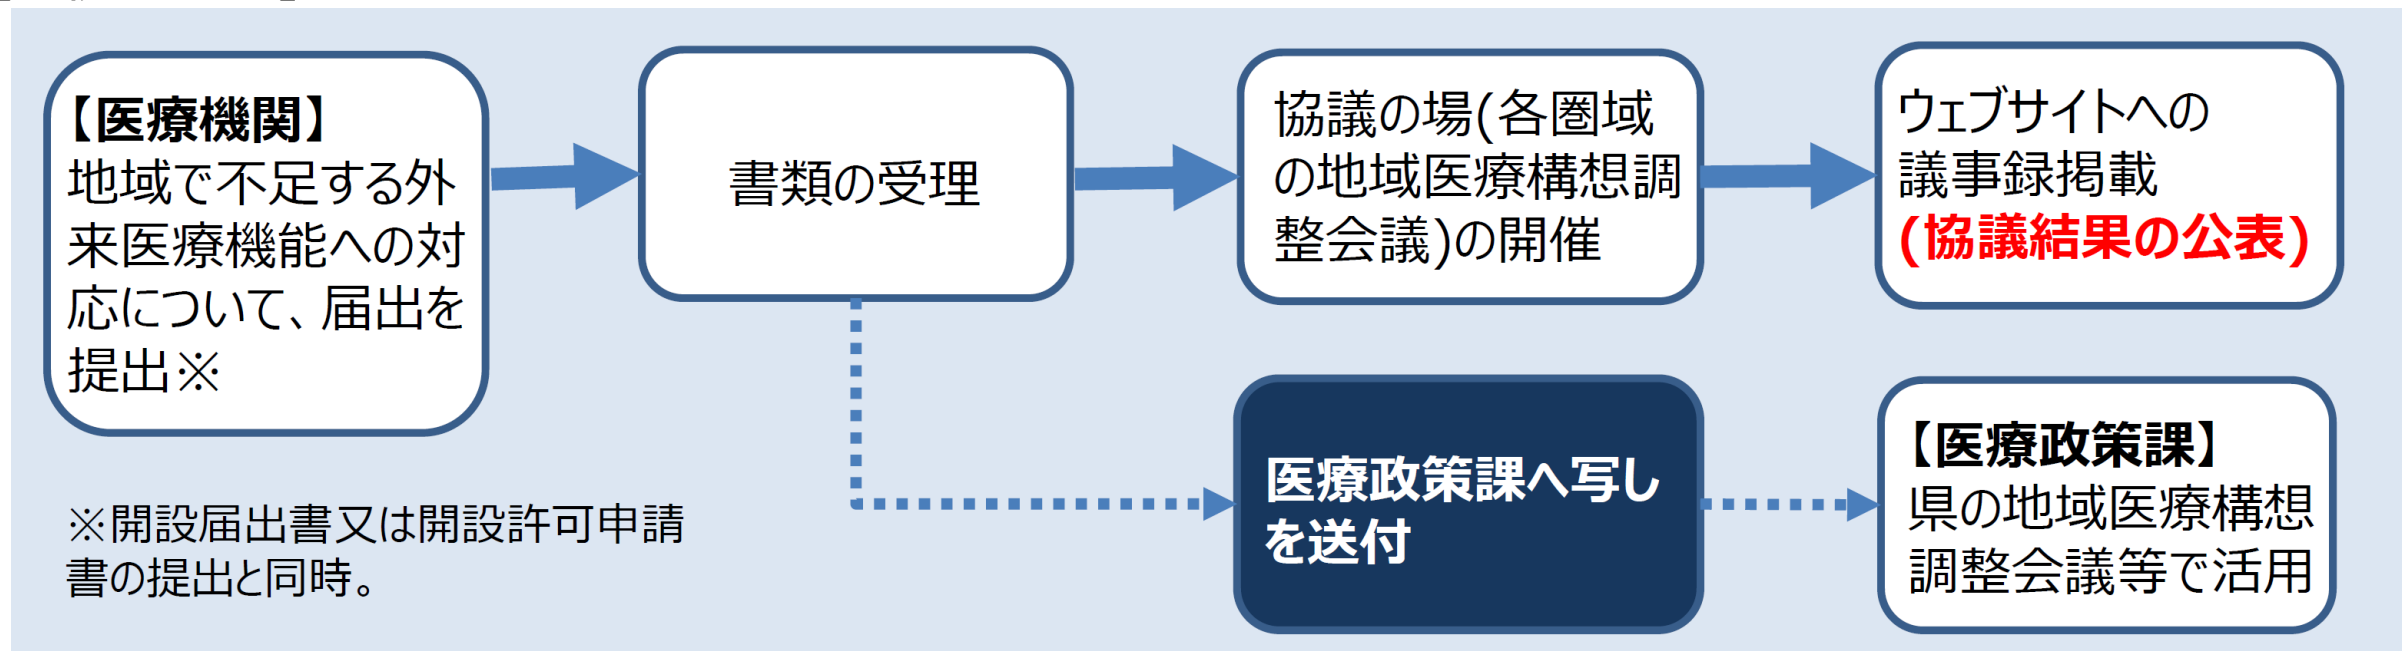 【医療機関】
地域で不足する外
来医療機能への対
応について、届出を
提出※
書類の受理
協議の場(各圏域
の地域医療構想調
整会議)の開催
ウェブサイトへの
議事録掲載
(協議結果の公表)
医療政策課へ写し
を送付
【医療政策課】
県の地域医療構想
調整会議等で活用
※開設届出書又は開設許可申請
書の提出と同時。